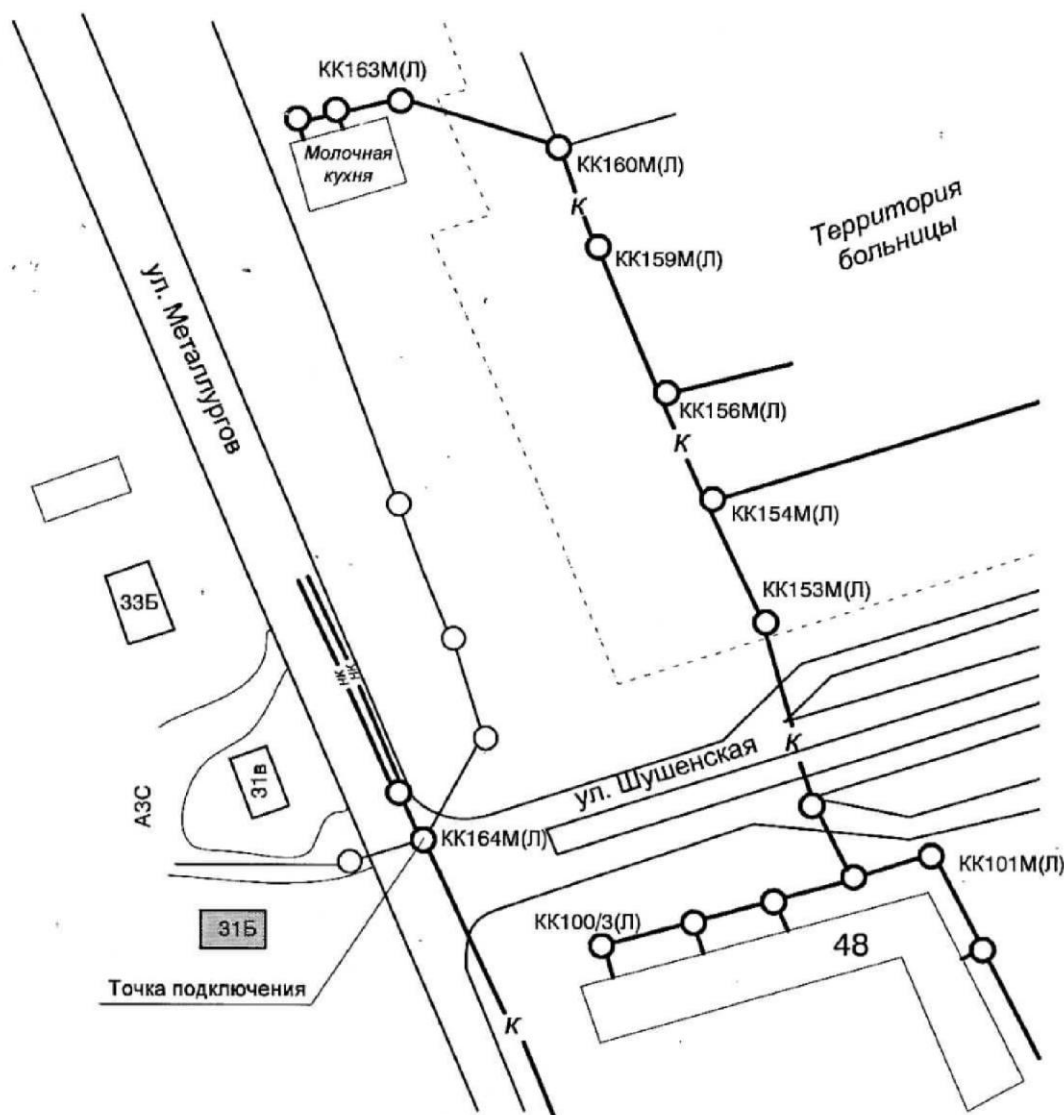 КК163М(Л)
Молочная
кухня
КК160М(Л)
К
Территория
больницы
КК159М(Л)
ул. Металлургов
КК156М(Л)
К
КК154М(Л)
33Б
КК153М(Л)
НК
НК
К
ул. Шушенская
31в
АЗС
КК164М(Л)
КК101М(Л)
КК100/3(Л)
48
31Б
Точка подключения
К